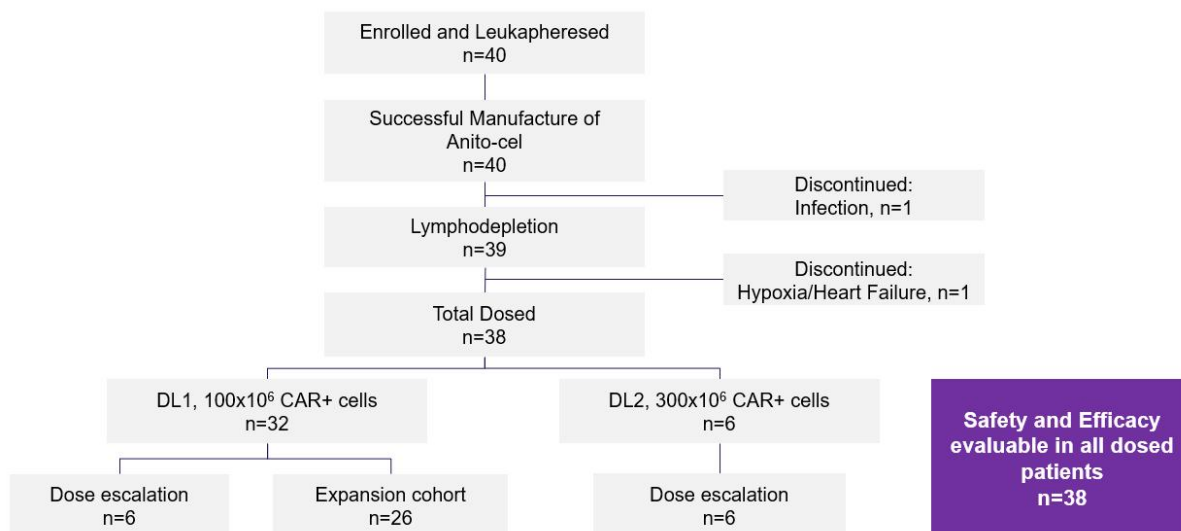 Enrolled and Leukapheresed
n=40
Successful Manufacture of
Anito-cel
n=40
Discontinued:
Infection, n=1
Lymphodepletion
n=39
Discontinued:
Hypoxia/Heart Failure, n=1
Total Dosed
n=38
DL1, 100x10⁶ CAR+ cells
n=32
DL2, 300x10⁶ CAR+ cells
n=6
Safety and Efficacy
evaluable in all dosed
patients
n=38
Dose escalation
n=6
Expansion cohort
n=26
Dose escalation
n=6